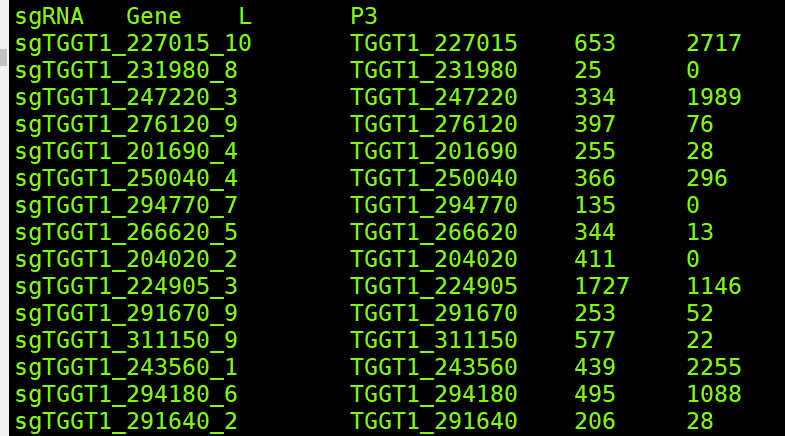 sgRNA Gene L P3
sgTGGT1_227015_10 TGGT1_227015 653 2717
sgTGGT1_231980_8 TGGT1_231980 25 0
sgTGGT1_247220_3 TGGT1_247220 334 1989
sgTGGT1_276120_9 TGGT1_276120 397 76
sgTGGT1_201690_4 TGGT1_201690 255 28
sgTGGT1_250040_4 TGGT1_250040 366 296
sgTGGT1_294770_7 TGGT1_294770 135 0
sgTGGT1_266620_5 TGGT1_266620 344 13
sgTGGT1_204020_2 TGGT1_204020 411 0
sgTGGT1_224905_3 TGGT1_224905 1727 1146
sgTGGT1_291670_9 TGGT1_291670 253 52
sgTGGT1_311150_9 TGGT1_311150 577 22
sgTGGT1_243560_1 TGGT1_243560 439 2255
sgTGGT1_294180_6 TGGT1_294180 495 1088
sgTGGT1_291640_2 TGGT1_291640 206 28